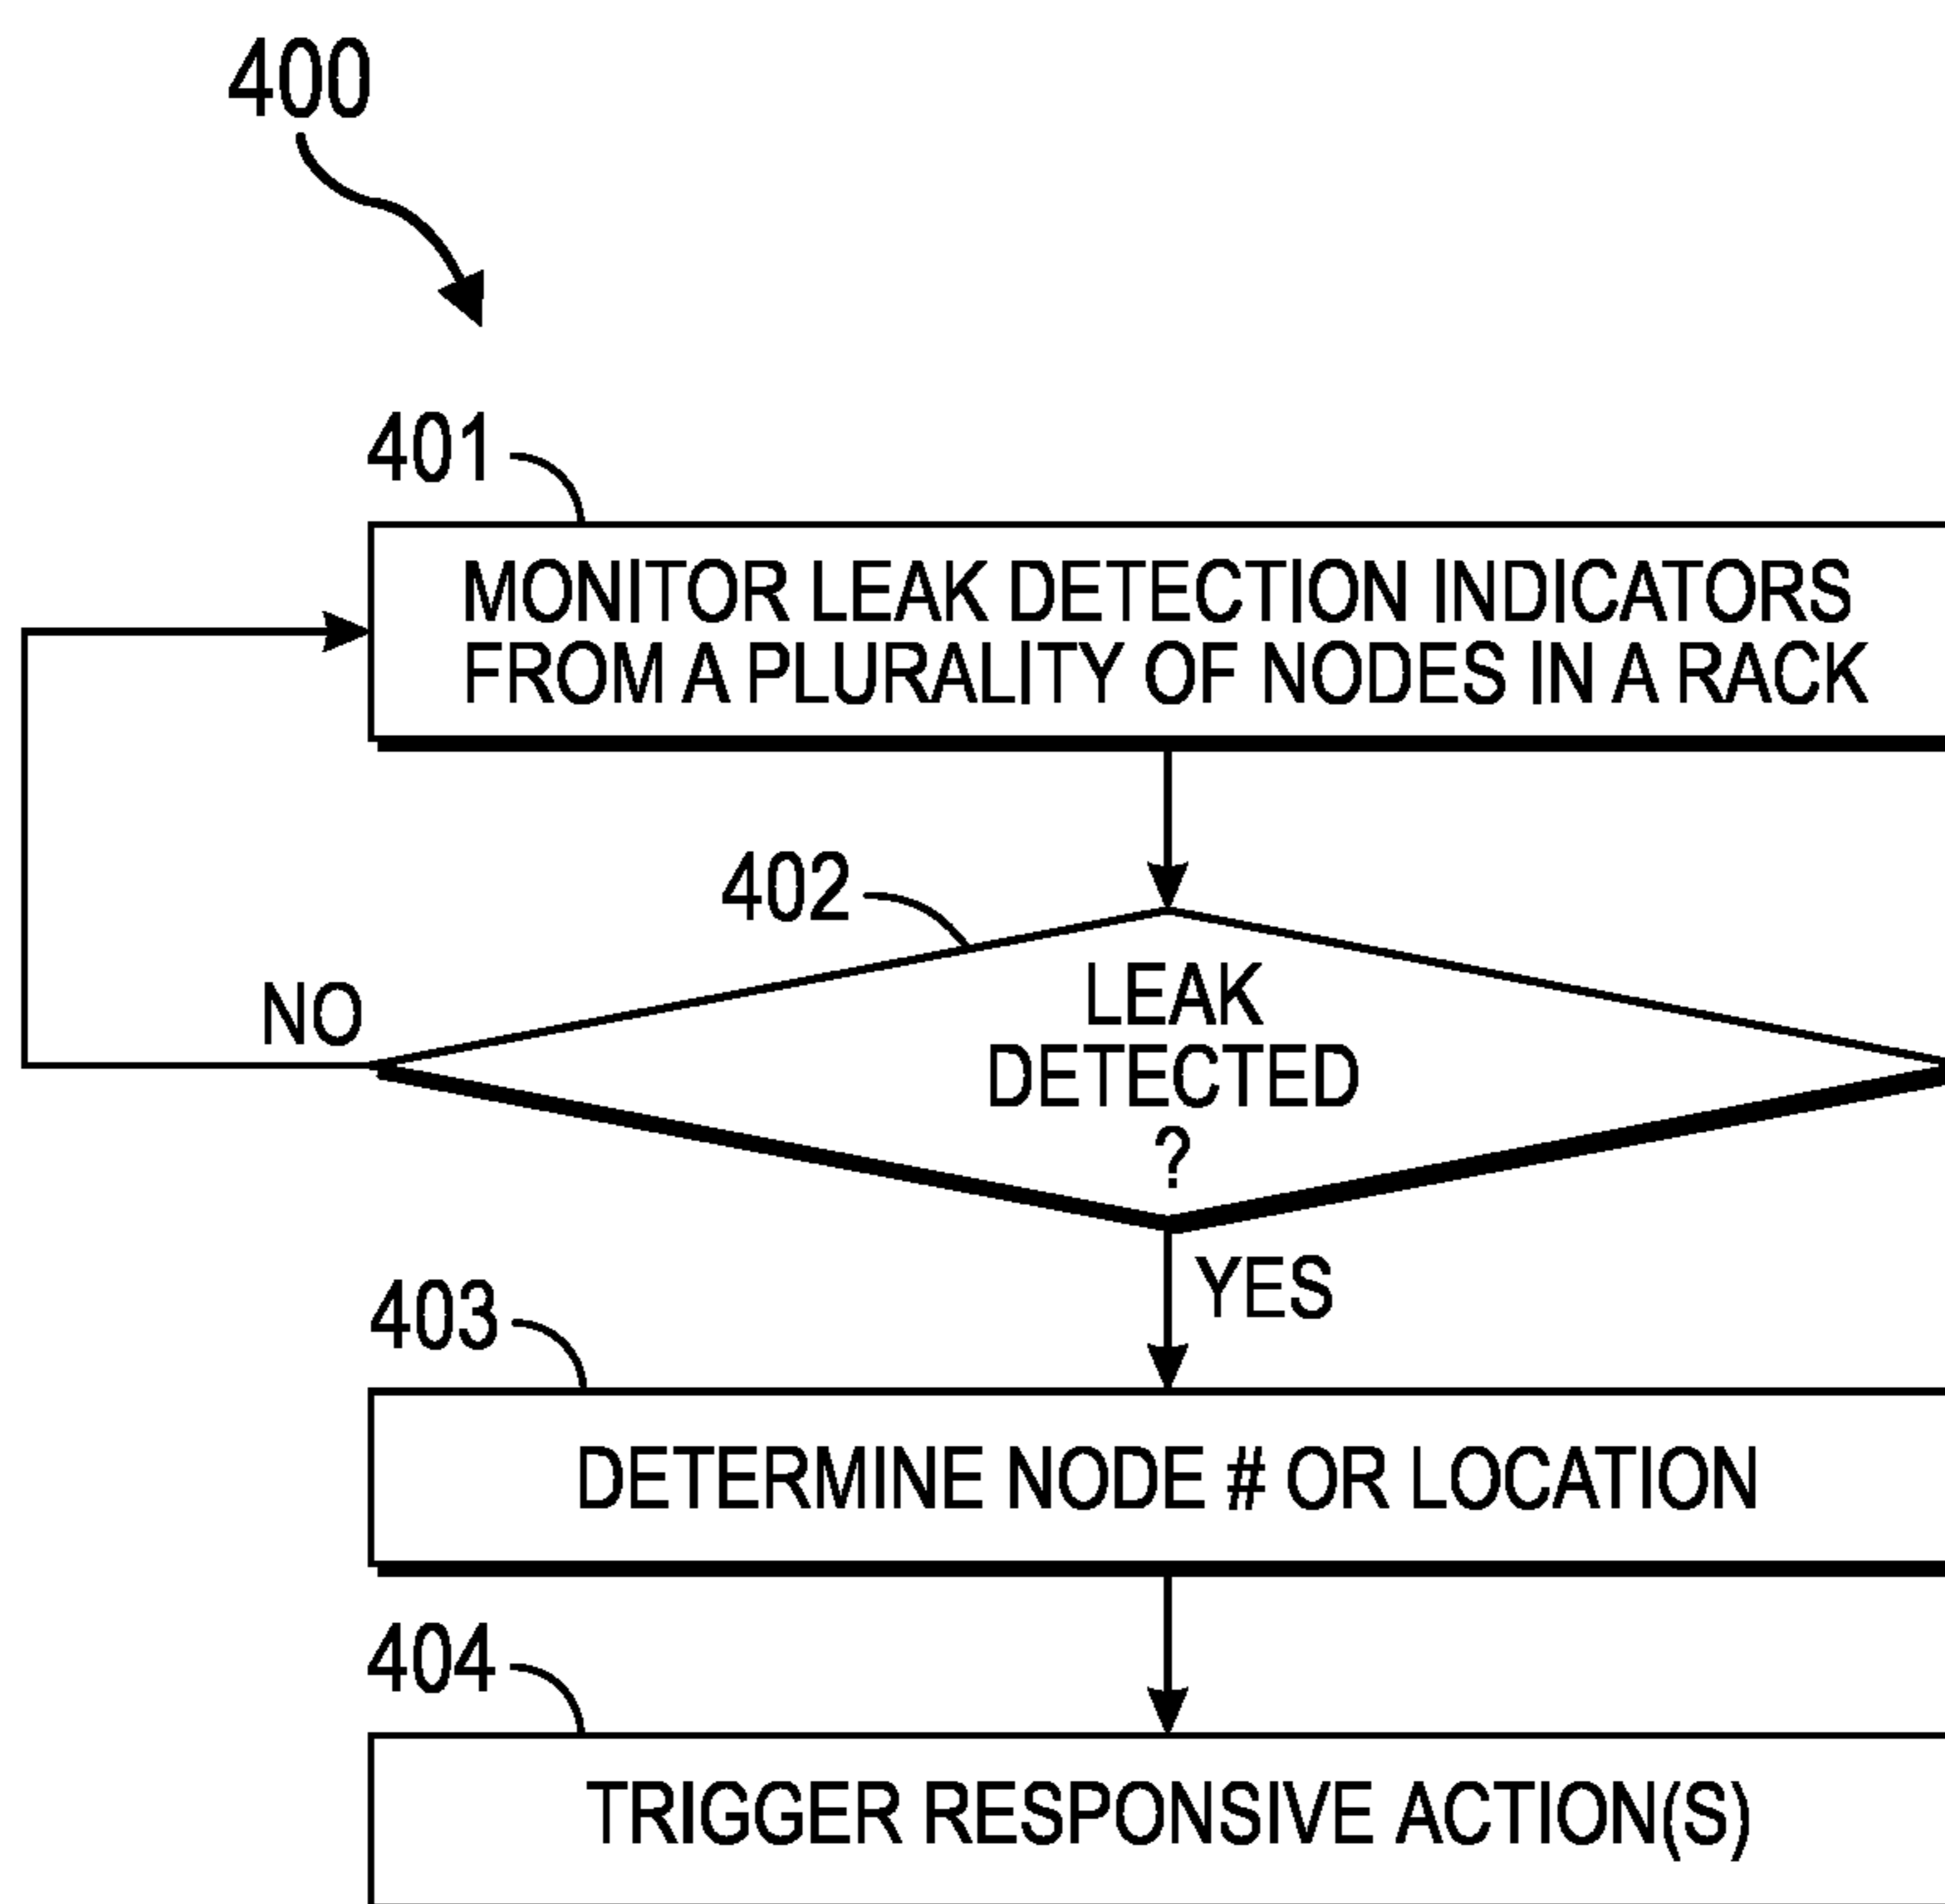 400
401
MONITOR LEAK DETECTION INDICATORS
FROM A PLURALITY OF NODES IN A RACK
402
LEAK
DETECTED
?
NO
YES
403
DETERMINE NODE # OR LOCATION
404
TRIGGER RESPONSIVE ACTION(S)